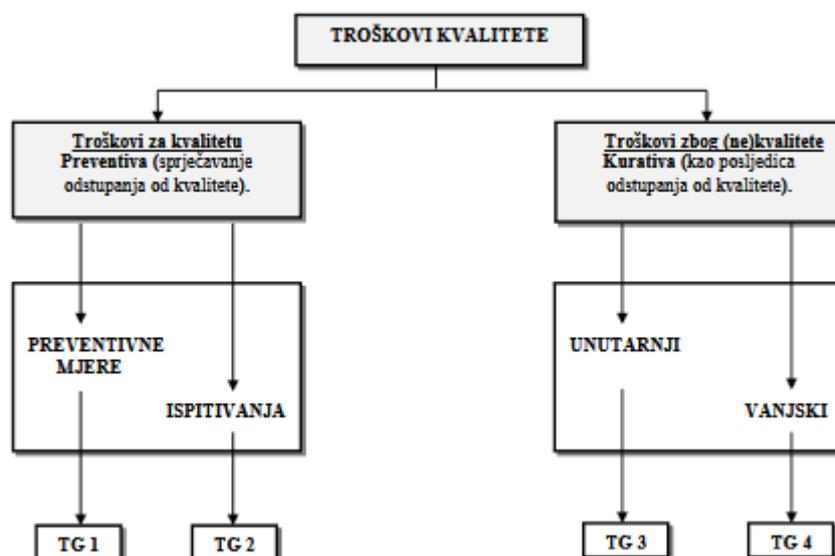 TROŠKOVI KVALITETE
Troškovi za kvalitetu
Preventiva (sprječavanje
odstupanja od kvalitete).
Troškovi zbog (ne)kvalitete
Kurativa (kao posljedica
odstupanja od kvalitete).
PREVENTIVNE
MJERE
ISPITIVANJA
UNUTARNJI
VANJSKI
TG 1
TG 2
TG 3
TG 4